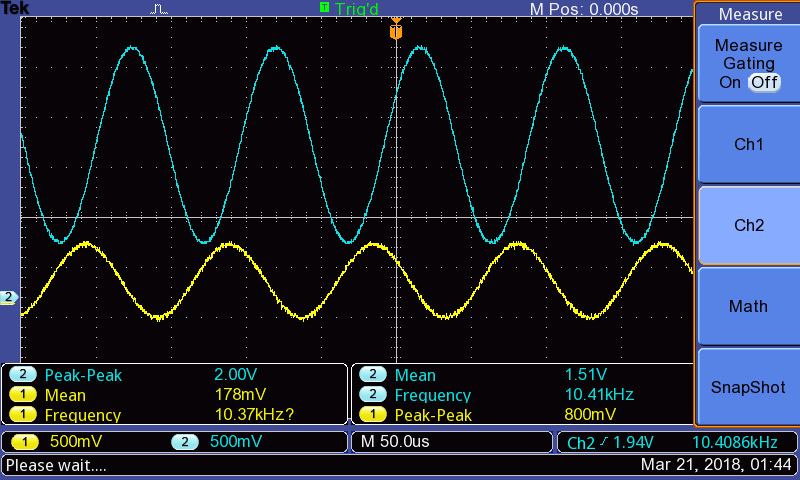 Tek T Trig'd M Pos: 0.000s
T
Measure
Measure
Gating
On Off
Ch1
Ch2
Math
SnapShot
2
2 Peak-Peak 2.00V
1 Mean 178mV
1 Frequency 10.37kHz?
2 Mean 1.51V
2 Frequency 10.41kHz
1 Peak-Peak 800mV
1 500mV 2 500mV M 50.0us Ch2 1.94V 10.4086kHz
Please wait.... Mar 21, 2018, 01:44